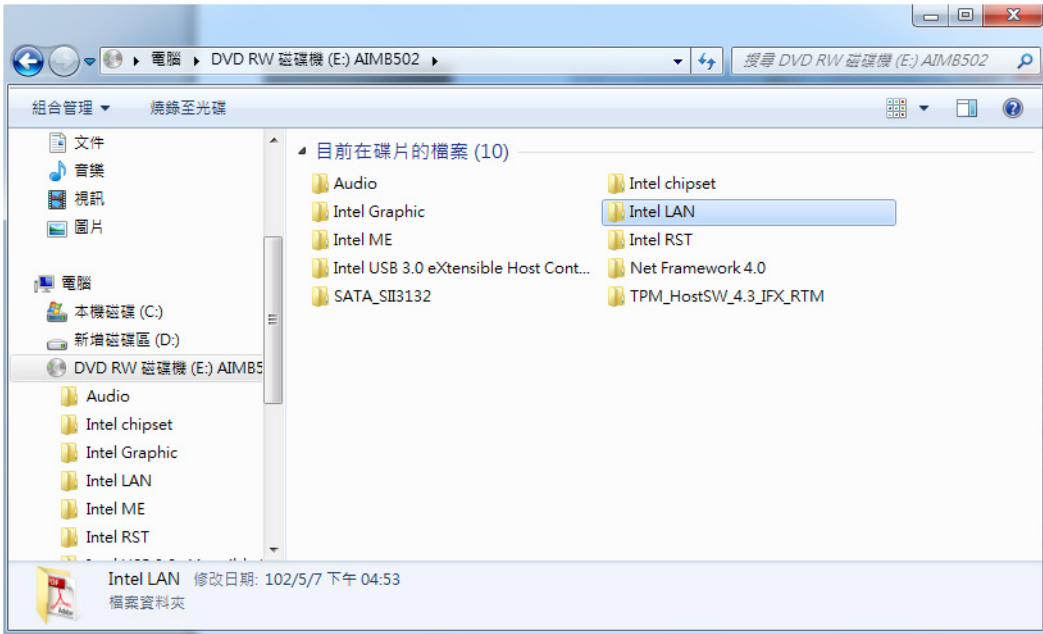 電腦 ▸ DVD RW 磁碟機 (E:) AIMB502 ▸
搜尋 DVD RW 磁碟機 (E:) AIMB502
組合管理 燒錄至光碟
文件
音樂
視訊
圖片
電腦
本機磁碟 (C:)
新增磁碟區 (D:)
DVD RW 磁碟機 (E:) AIMB5
Audio
Intel chipset
Intel Graphic
Intel LAN
Intel ME
Intel RST
目前在碟片的檔案 (10)
Audio
Intel chipset
Intel Graphic
Intel LAN
Intel ME
Intel RST
Intel USB 3.0 eXtensible Host Cont...
Net Framework 4.0
SATA_SII3132
TPM_HostSW_4.3_IFX_RTM
Intel LAN 修改日期: 102/5/7 下午 04:53
檔案資料夾